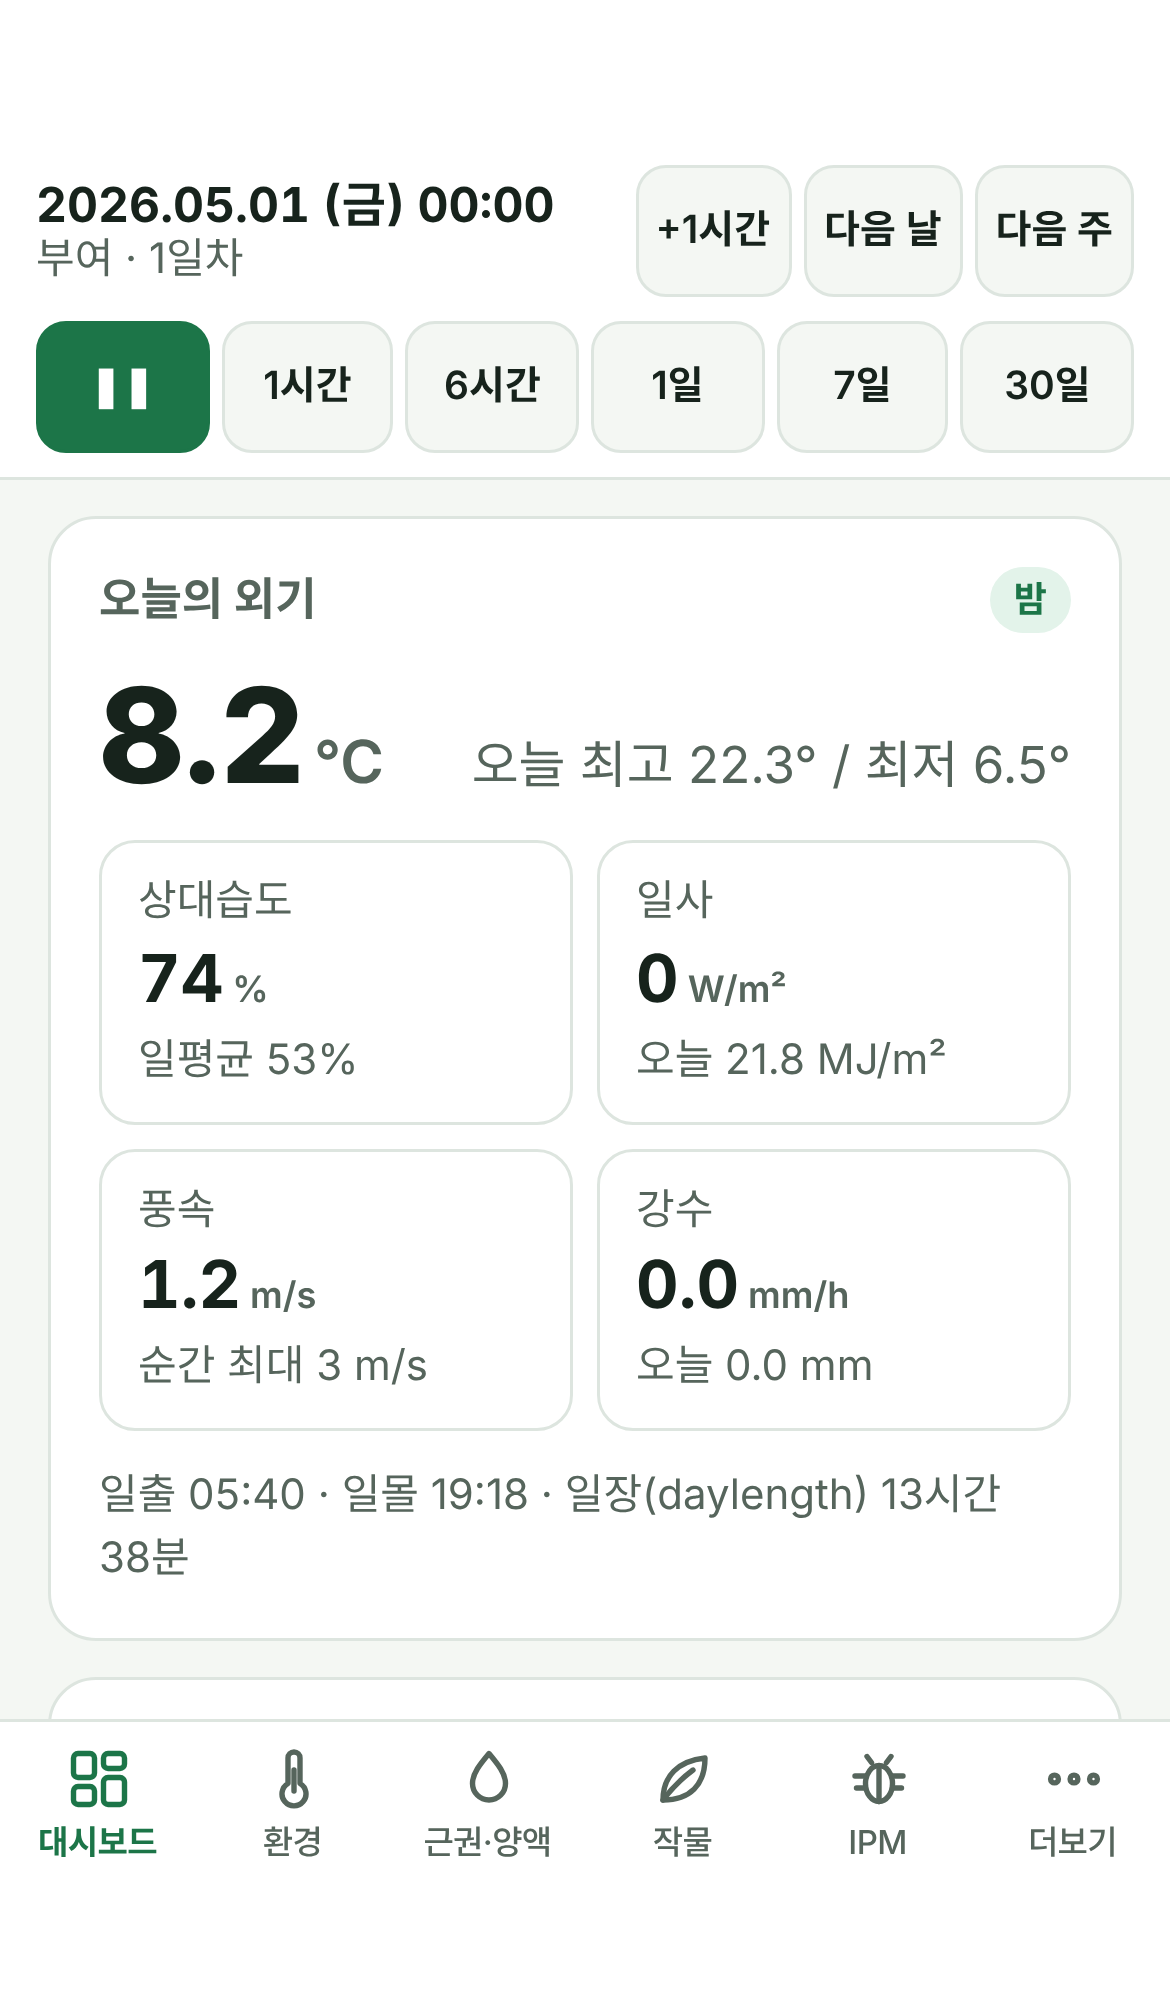 2026.05.01 (금) 00:00
부여 · 1일차
+1시간
다음 날
다음 주
1시간
6시간
1일
7일
30일
오늘의 외기
밤
8.2 °C
오늘 최고 22.3° / 최저 6.5°
상대습도
74 %
일평균 53%
일사
0 W/m²
오늘 21.8 MJ/m²
풍속
1.2 m/s
순간 최대 3 m/s
강수
0.0 mm/h
오늘 0.0 mm
일출 05:40 · 일몰 19:18 · 일장(daylength) 13시간
38분
대시보드
환경
근권·양액
작물
IPM
더보기